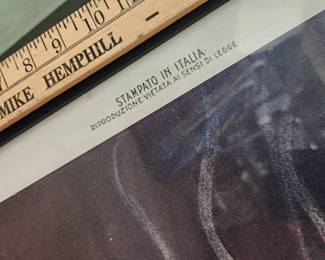 8 9 10 11
MIKE HEMPHILL
STAMPATO IN ITALIA-
RIPRODUZIONE VIETATA AI SENSI DI LEGGE